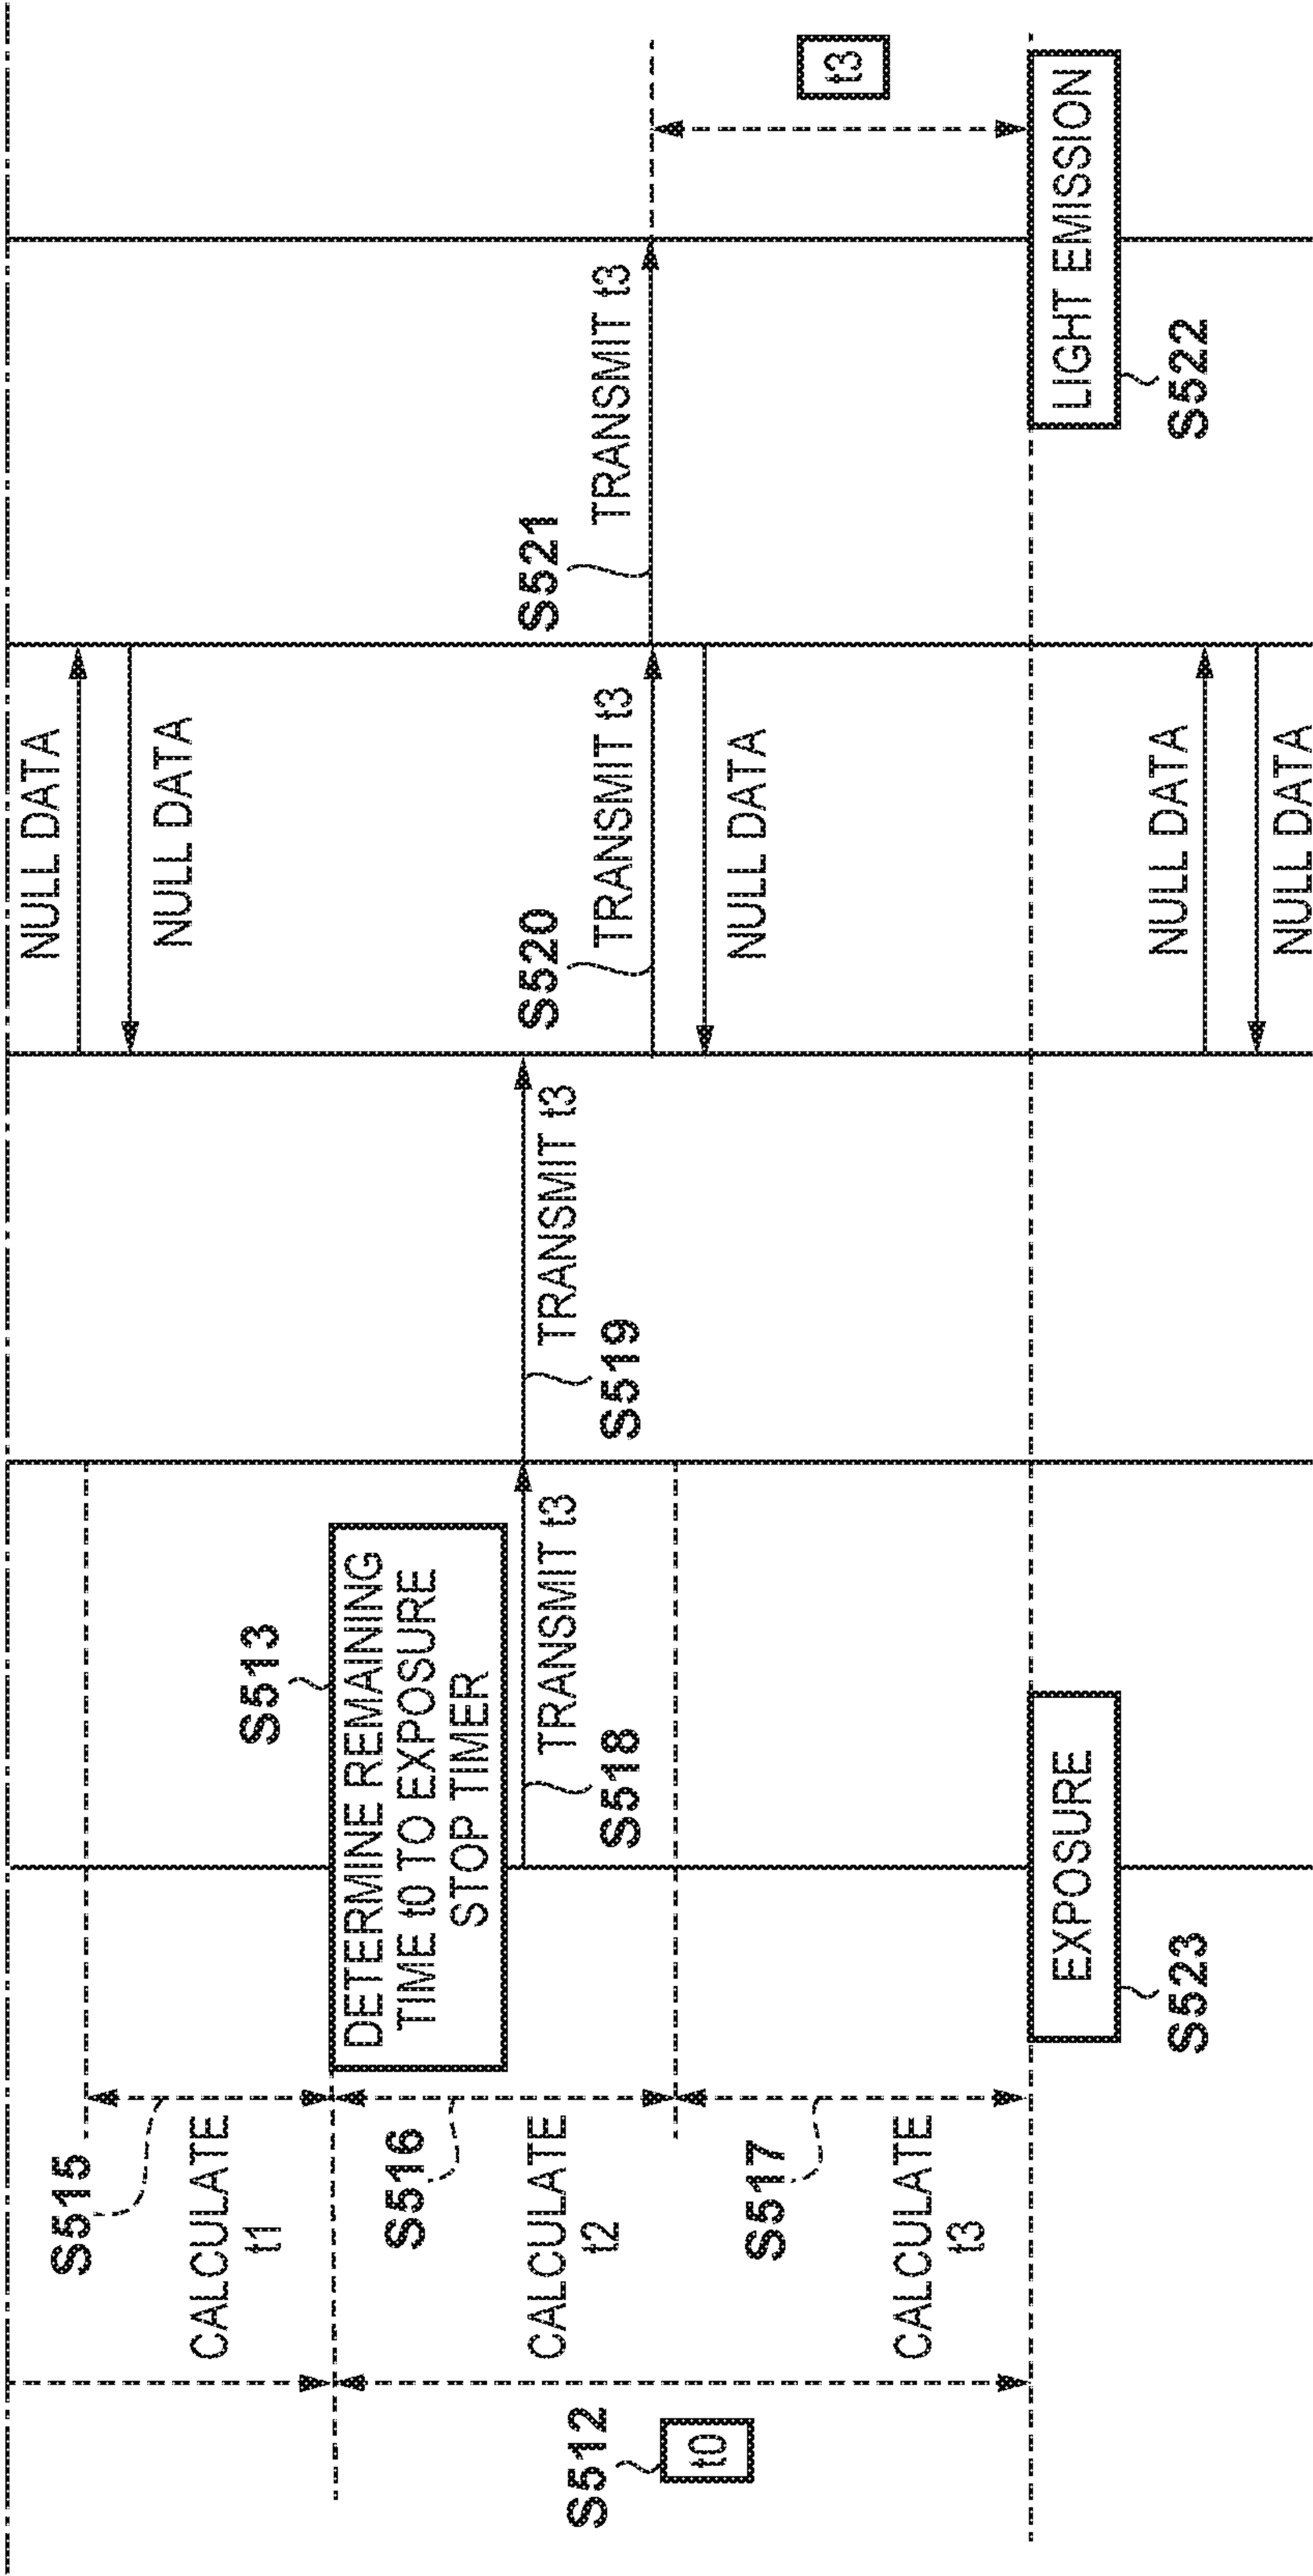 NULL DATA
NULL DATA
S515
CALCULATE
t1
S513
DETERMINE REMAINING
TIME t0 TO EXPOSURE
STOP TIMER
S516
CALCULATE
t2
S512
t0
S518
TRANSMIT t3
S519
TRANSMIT t3
S520
TRANSMIT t3
S521
TRANSMIT t3
NULL DATA
t3
S517
CALCULATE
t3
EXPOSURE
S523
LIGHT EMISSION
S522
NULL DATA
NULL DATA